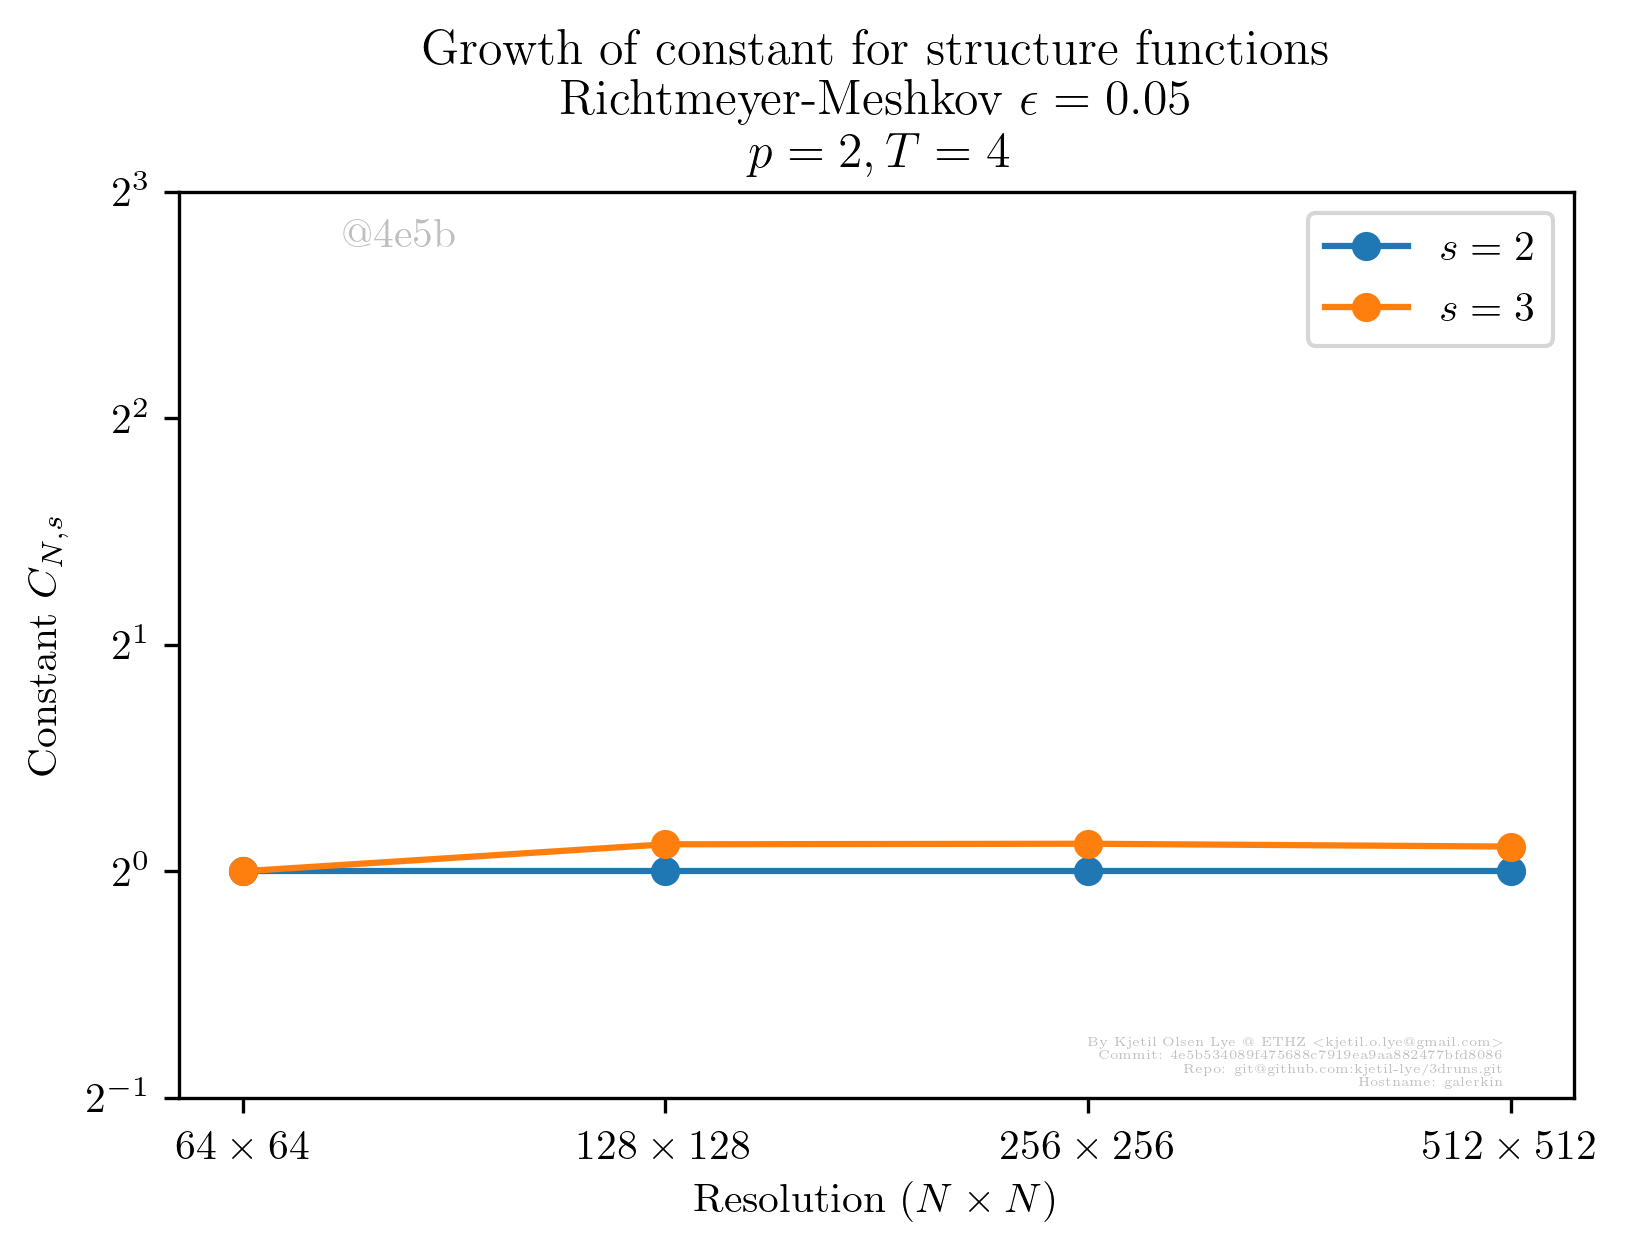 Growth of constant for structure functions
Richtmeyer-Meshkov ϵ = 0.05
p = 2, T = 4
2³
@4e5b
s = 2
s = 3
2²
2¹
2⁰
2⁻¹
Constant C_{N,s}
By Kjetil Olsen Lye @ ETHZ <kjetil.o.lye@gmail.com>
Commit: 4e5b534089f475688c7919ea9aa882477bfd8086
Repo: git@github.com:kjetil-lye/3druns.git
Hostname: galerkin
64 × 64
128 × 128
256 × 256
512 × 512
Resolution (N × N)